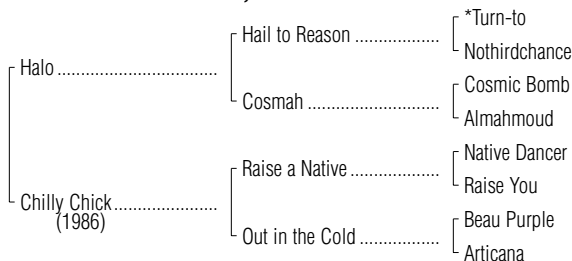 *Turn-to
Hail to Reason
Nothirdchance
Halo
Cosmic Bomb
Cosmah
Almahmoud
Native Dancer
Raise a Native
Raise You
Chilly Chick
(1986)
Beau Purple
Out in the Cold
Articana